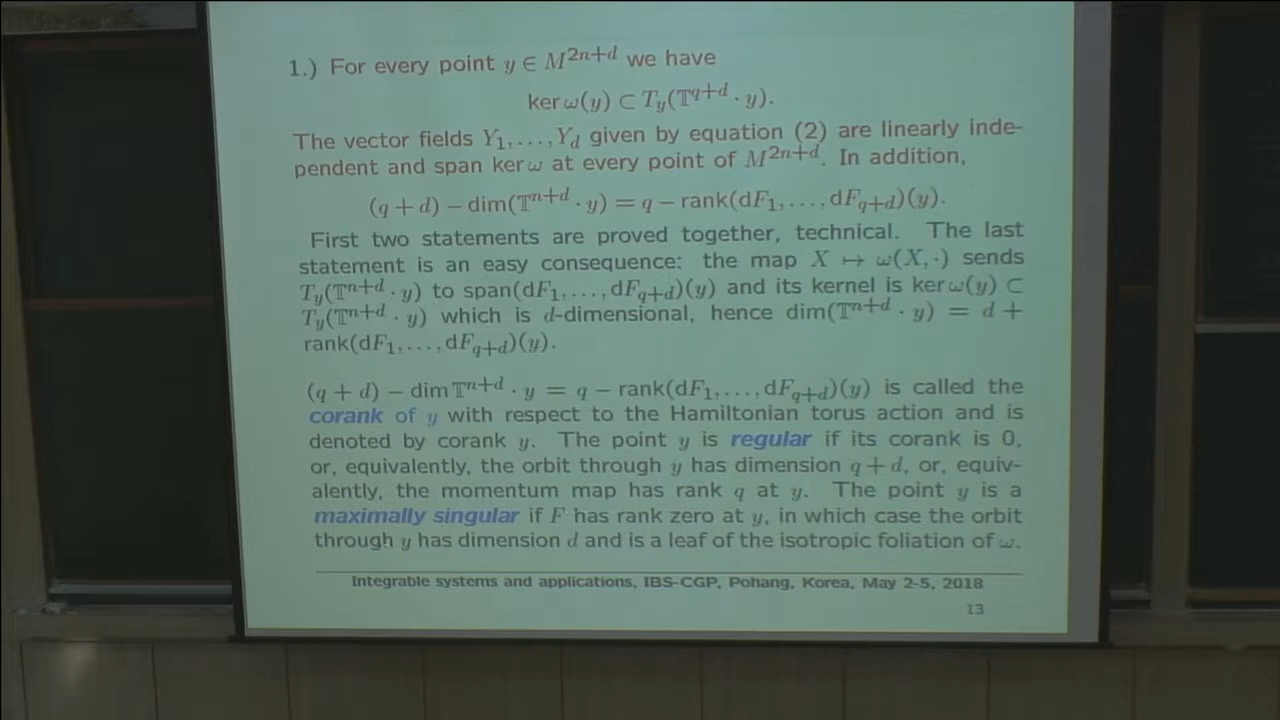 1.) For every point y ∈ M^{2n+d} we have
ker ω(y) ⊂ T_y(𝕋^{q+d} · y).
The vector fields Y_1, . . . , Y_d given by equation (2) are linearly inde-
pendent and span ker ω at every point of M^{2n+d}. In addition,
(q + d) − dim(𝕋^{n+d} · y) = q − rank(dF_1, . . . , dF_{q+d})(y).
First two statements are proved together, technical. The last
statement is an easy consequence: the map X ↦ ω(X, ·) sends
T_y(𝕋^{n+d} · y) to span(dF_1, . . . , dF_{q+d})(y) and its kernel is ker ω(y) ⊂
T_y(𝕋^{n+d} · y) which is d-dimensional, hence dim(𝕋^{n+d} · y) = d +
rank(dF_1, . . . , dF_{q+d})(y).
(q + d) − dim 𝕋^{n+d} · y = q − rank(dF_1, . . . , dF_{q+d})(y) is called the
corank of y with respect to the Hamiltonian torus action and is
denoted by corank y. The point y is regular if its corank is 0,
or, equivalently, the orbit through y has dimension q + d, or, equiv-
alently, the momentum map has rank q at y. The point y is a
maximally singular if F has rank zero at y, in which case the orbit
through y has dimension d and is a leaf of the isotropic foliation of ω.
Integrable systems and applications, IBS-CGP, Pohang, Korea, May 2-5, 2018
13